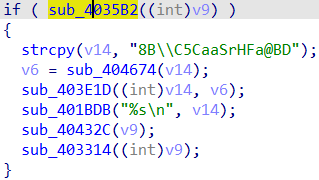 if ( sub_4035B2((int)v9) )
{
strcpy(v14, "8B\\C5CaaSrHFa@BD");
v6 = sub_404674(v14);
sub_403E1D((int)v14, v6);
sub_401BDB("%s\n", v14);
sub_40432C(v9);
sub_403314((int)v9);
}